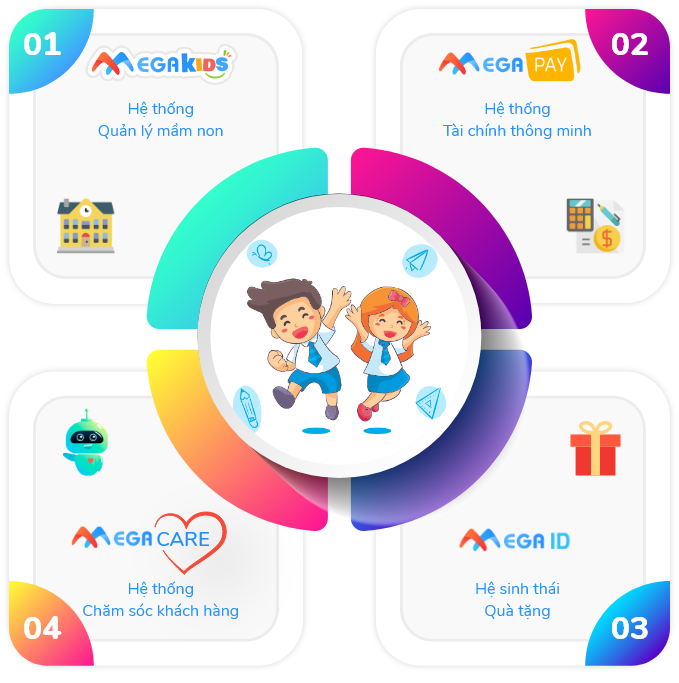 01
MEGAKIDS
Hệ thống
Quản lý mầm non
02
MEGA PAY
Hệ thống
Tài chính thông minh
04
MEGA CARE
Hệ thống
Chăm sóc khách hàng
03
MEGA ID
Hệ sinh thái
Quà tặng